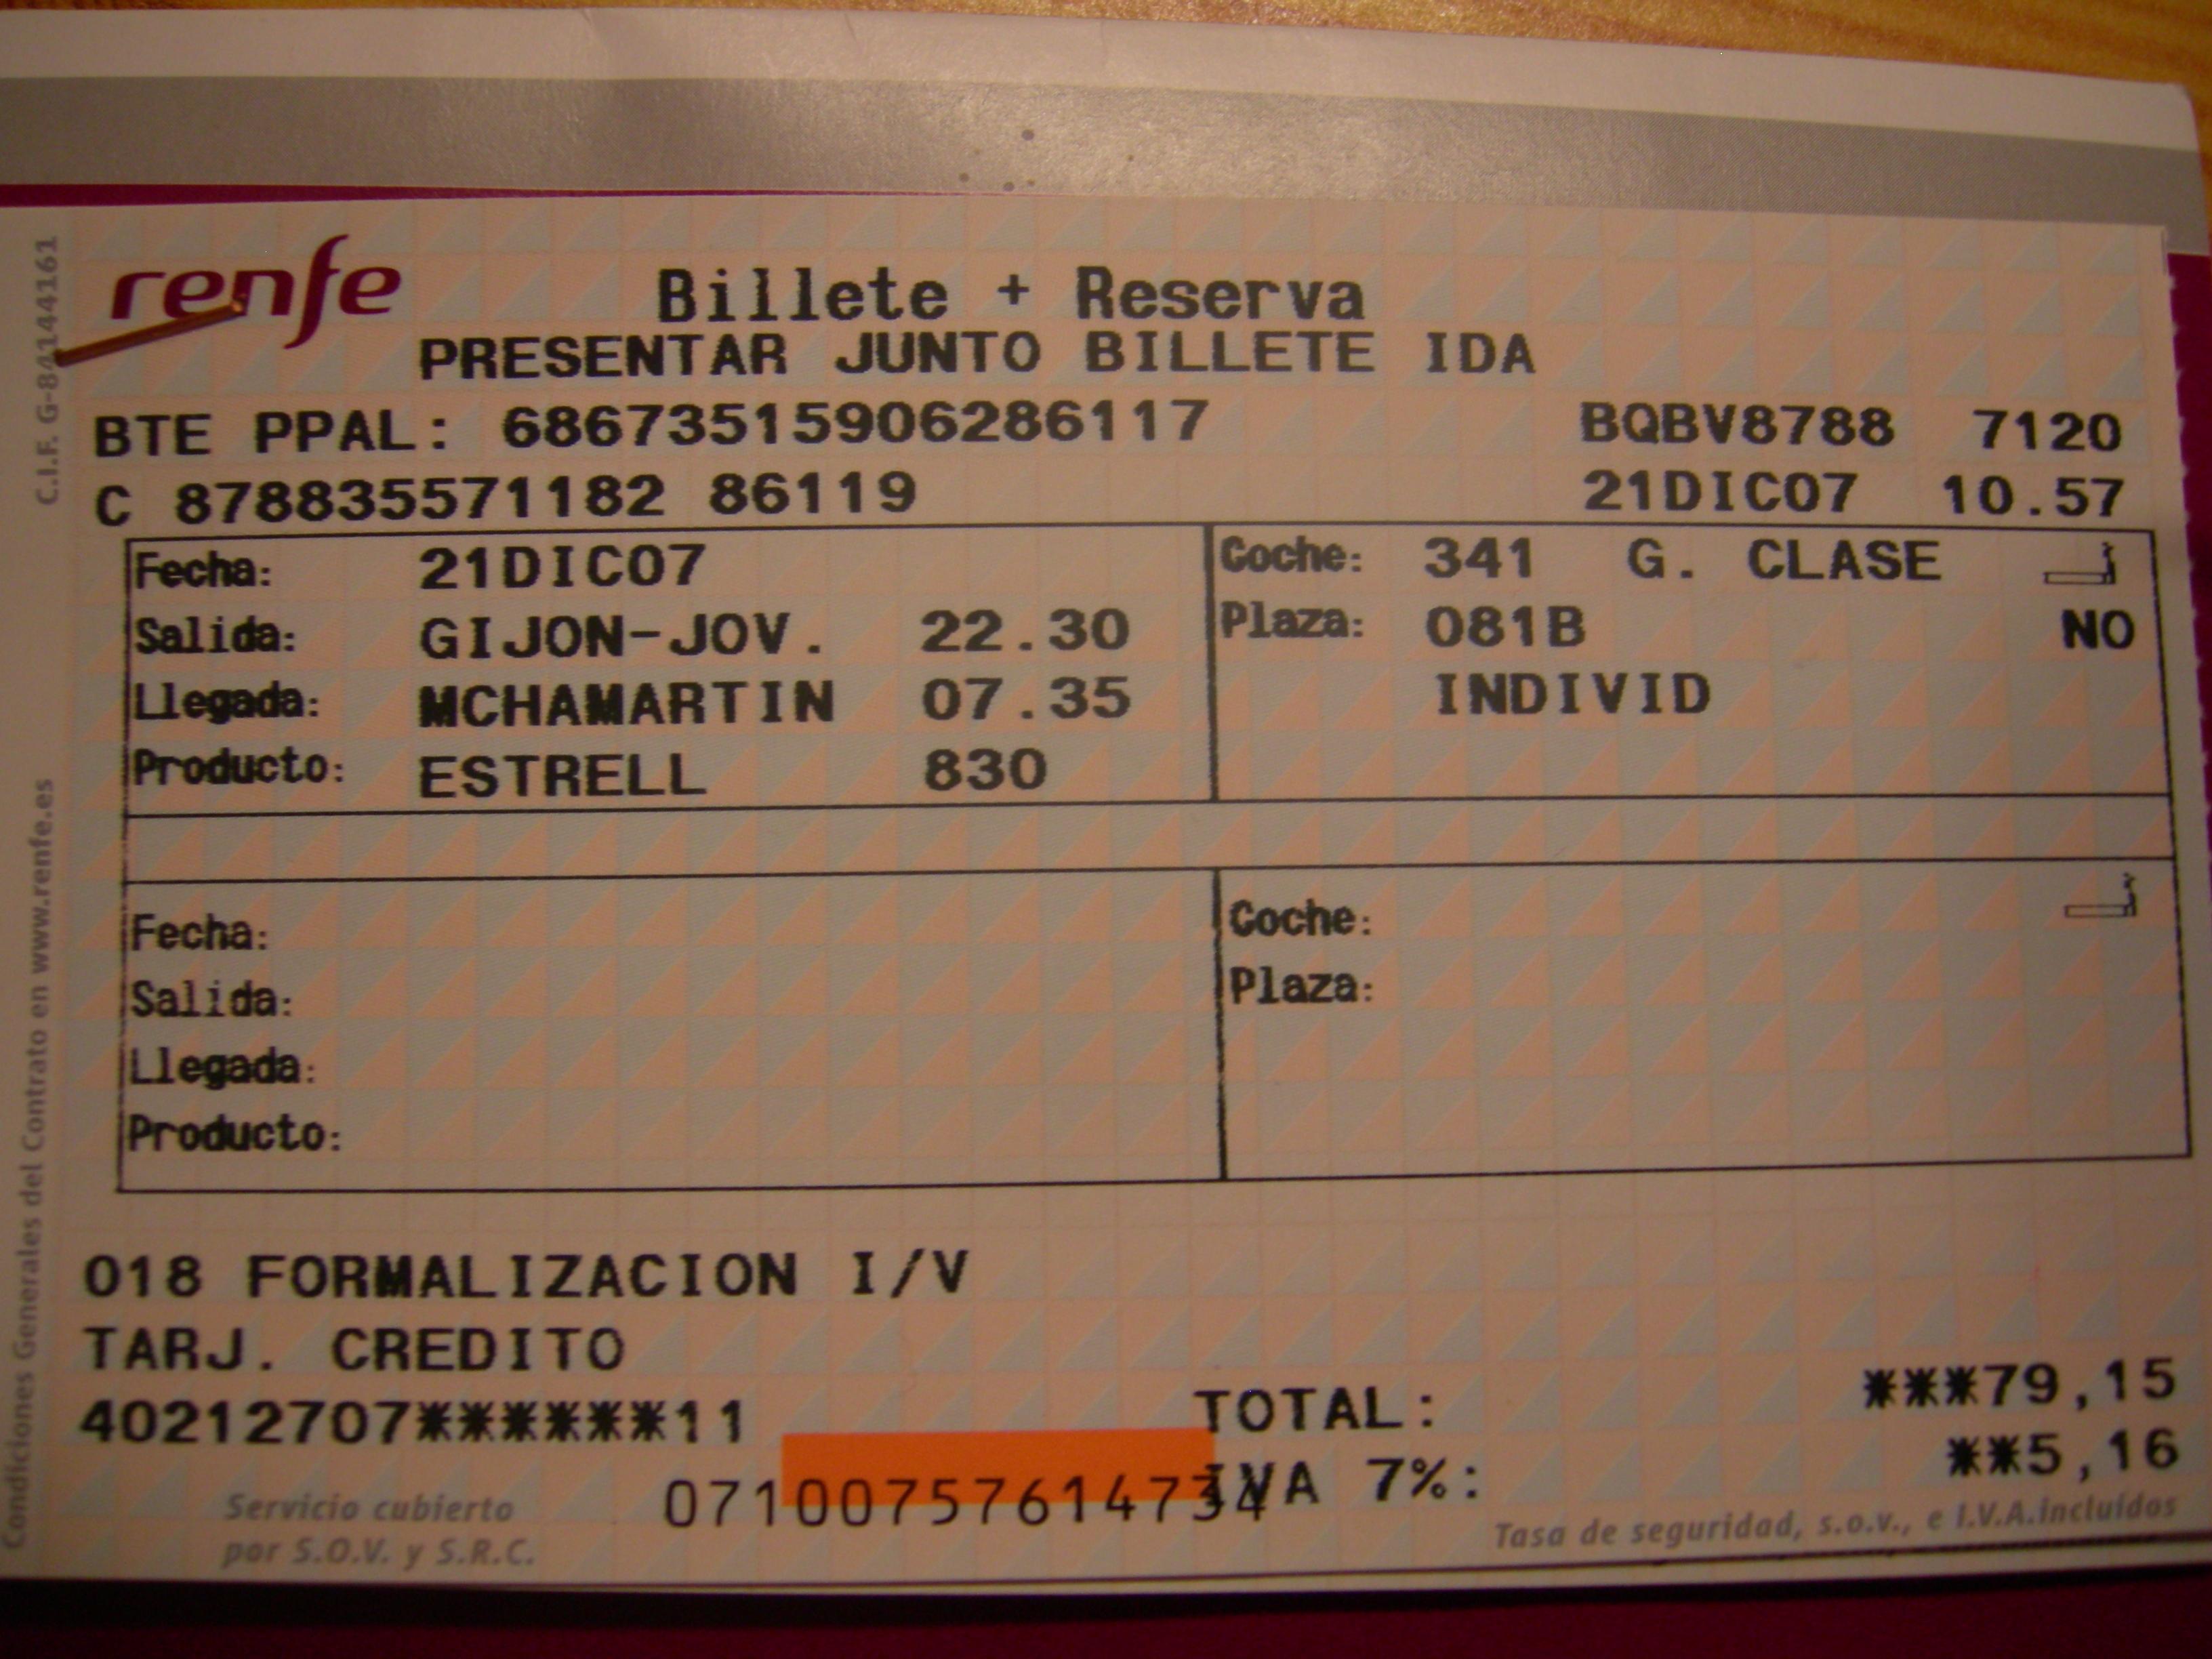 renfe
Billete + Reserva
PRESENTAR JUNTO BILLETE IDA
BTE PPAL: 68673515906286117 BQBV8788 7120
C 878835571182 86119 21DIC07 10.57
Fecha: 21DIC07 Coche: 341 G. CLASE
Salida: GIJON-JOV. 22.30 Plaza: 081B NO
Llegada: MCHAMARTIN 07.35 INDIVID
Producto: ESTRELL 830
Fecha: Coche:
Salida: Plaza:
Llegada:
Producto:
018 FORMALIZACION I/V
TARJ. CREDITO
40212707******11 TOTAL: ***79,15
07100757614734 IVA 7%: **5,16
Servicio cubierto
por S.O.V. y S.R.C.
Tasa de seguridad, s.o.v., e I.V.A.incluídos
Condiciones Generales del Contrato en www.renfe.es
C.I.F. G-84144161